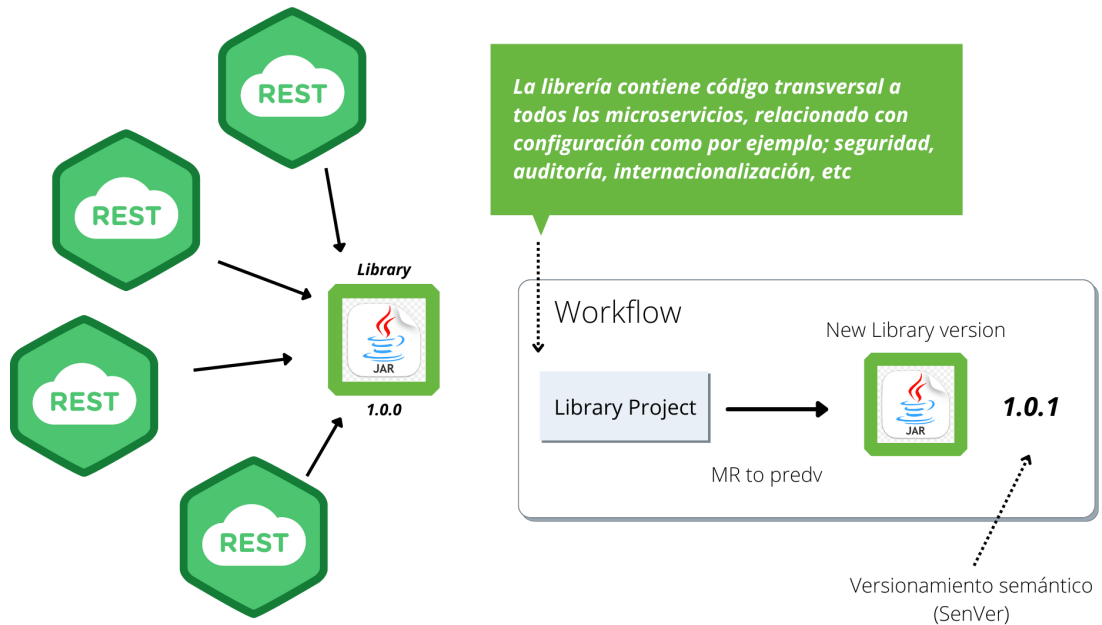 REST
REST
REST
REST
Library
JAR
1.0.0
La librería contiene código transversal a
todos los microservicios, relacionado con
configuración como por ejemplo; seguridad,
auditoría, internacionalización, etc
Workflow
New Library version
Library Project
JAR
1.0.1
MR to predv
Versionamiento semántico
(SenVer)